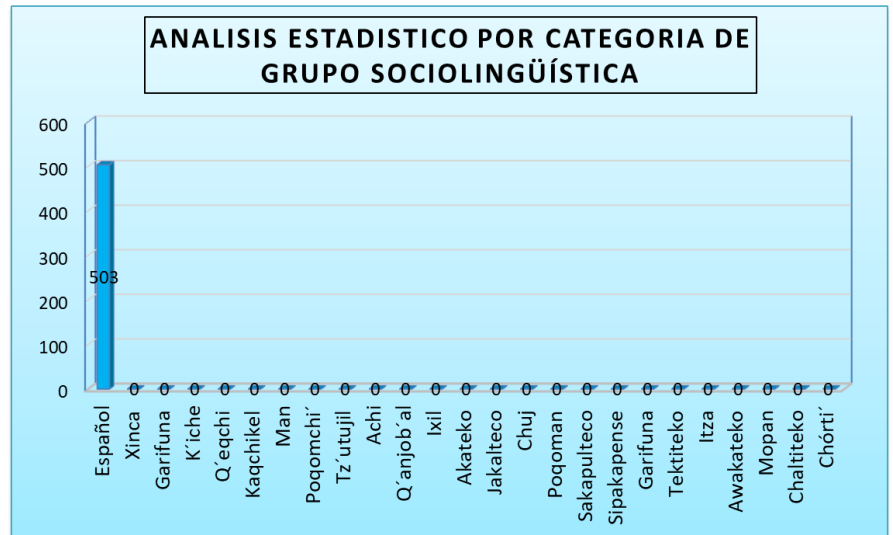 ANALISIS ESTADISTICO POR CATEGORIA DE
GRUPO SOCIOLINGÜÍSTICA
600
500
400
300
200
100
0
503
0 0 0 0 0 0 0 0 0 0 0 0 0 0 0 0 0 0 0 0 0 0 0 0
Español
Xinca
Garifuna
K´iche
Q´eqchi
Kaqchikel
Man
Poqomchi´
Tz´utujil
Achi
Q´anjob´al
Ixil
Akateko
Jakalteco
Chuj
Poqoman
Sakapulteco
Sipakapense
Garifuna
Tektiteko
Itza
Awakateko
Mopan
Chaltiteko
Chórti´